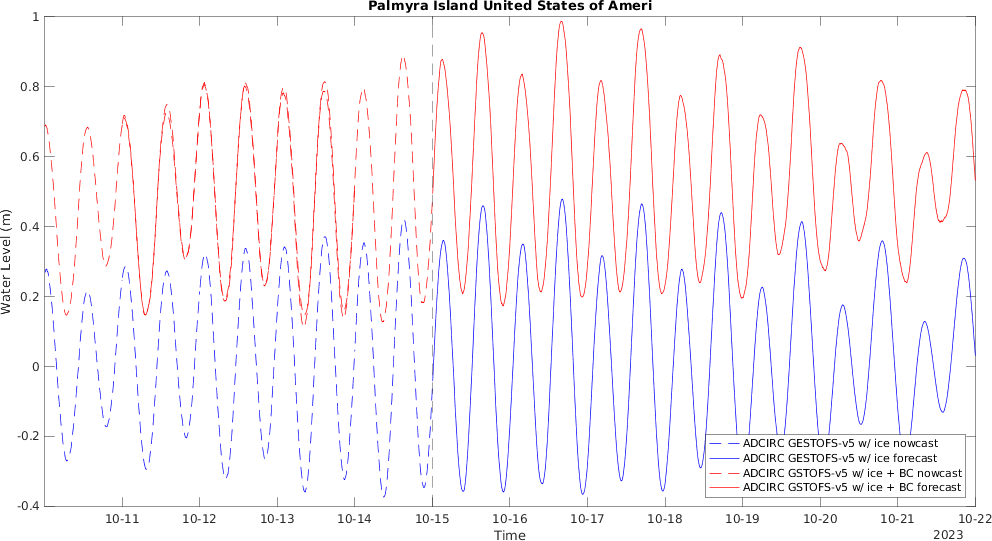 Palmyra Island United States of Ameri
1
0.8
0.6
0.4
0.2
0
-0.2
-0.4
Water Level (m)
ADCIRC GESTOFS-v5 w/ ice nowcast
ADCIRC GESTOFS-v5 w/ ice forecast
ADCIRC GSTOFS-v5 w/ ice + BC nowcast
ADCIRC GSTOFS-v5 w/ ice + BC forecast
10-11 10-12 10-13 10-14 10-15 10-16 10-17 10-18 10-19 10-20 10-21 10-22
Time
2023